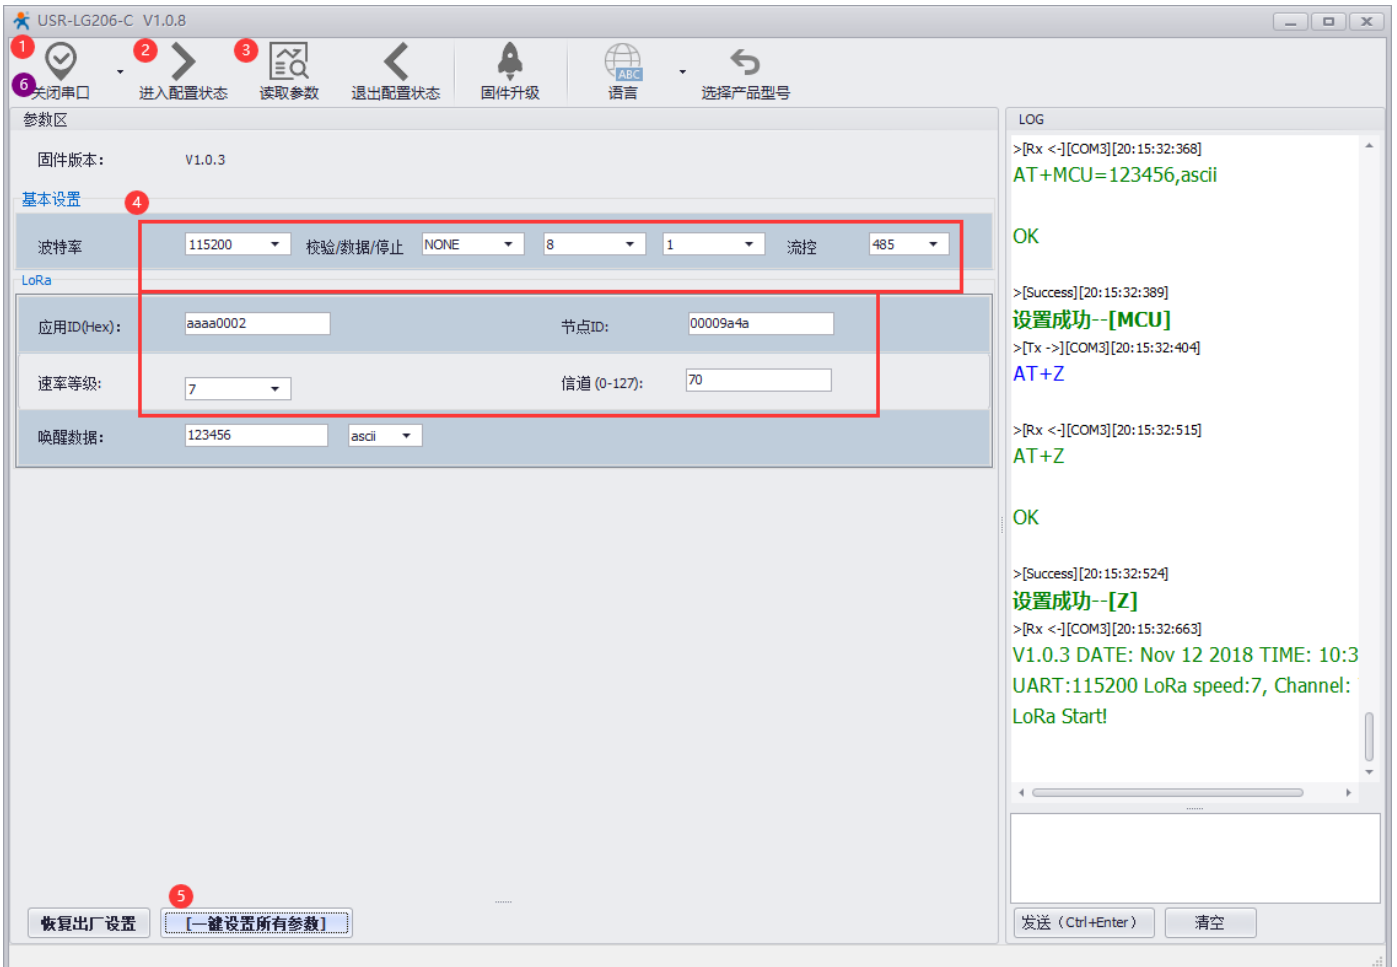 USR-LG206-C V1.0.8
1
2
3
6
关闭串口
进入配置状态
读取参数
退出配置状态
固件升级
ABC
语言
选择产品型号
参数区
固件版本:
V1.0.3
基本设置
4
波特率
115200
校验/数据/停止
NONE
8
1
流控
485
LoRa
应用ID(Hex):
aaaa0002
节点ID:
00009a4a
速率等级:
7
信道 (0-127):
70
唤醒数据:
123456
ascii
5
恢复出厂设置
[一键设置所有参数]
LOG
>[Rx <-][COM3][20:15:32:368]
AT+MCU=123456,ascii
OK
>[Success][20:15:32:389]
设置成功--[MCU]
>[Tx ->][COM3][20:15:32:404]
AT+Z
>[Rx <-][COM3][20:15:32:515]
AT+Z
OK
>[Success][20:15:32:524]
设置成功--[Z]
>[Rx <-][COM3][20:15:32:663]
V1.0.3 DATE: Nov 12 2018 TIME: 10:3
UART:115200 LoRa speed:7, Channel:
LoRa Start!
发送 (Ctrl+Enter)
清空